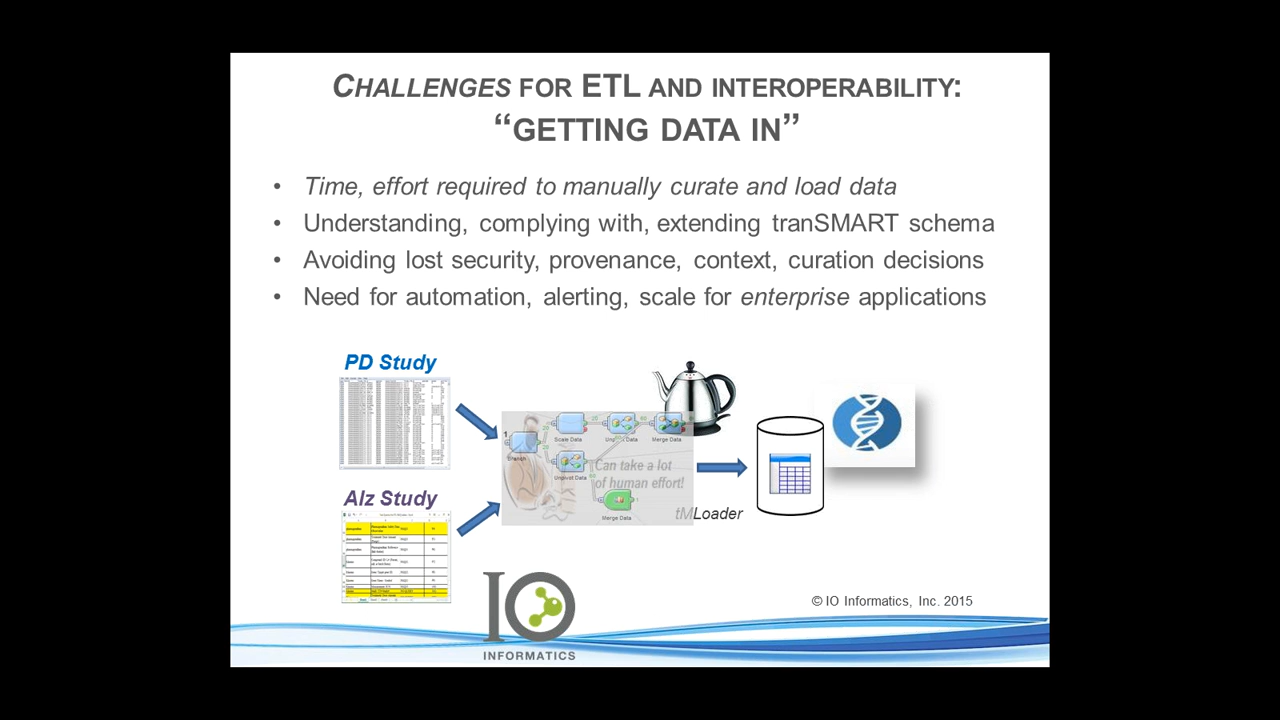 CHALLENGES FOR ETL AND INTEROPERABILITY:
“GETTING DATA IN”
• Time, effort required to manually curate and load data
• Understanding, complying with, extending tranSMART schema
• Avoiding lost security, provenance, context, curation decisions
• Need for automation, alerting, scale for enterprise applications
PD Study
Alz Study
1
Branch
Scale Data
Merge Data
Unpivot Data
Can take a lot
of human effort!
Merge Data
tMLoader
IO
INFORMATICS
© IO Informatics, Inc. 2015